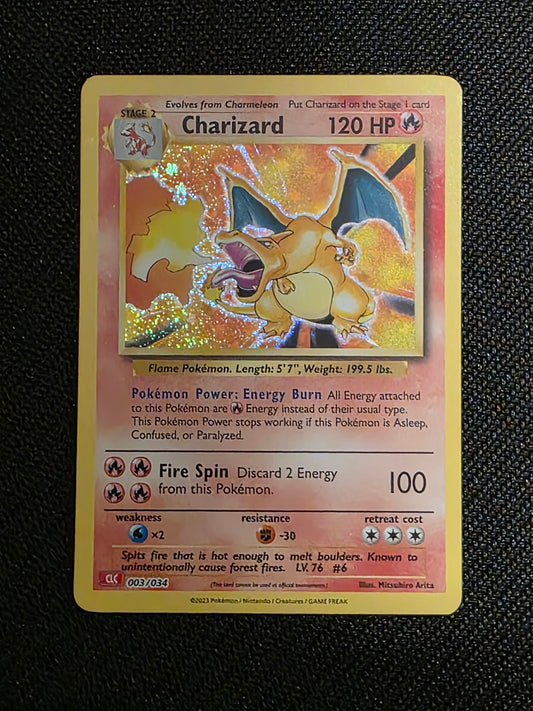 Evolves from Charmeleon Put Charizard on the Stage 1 card
STAGE 2
Charizard 120 HP
Flame Pokémon. Length: 5'7", Weight: 199.5 lbs.
Pokémon Power: Energy Burn All Energy attached
to this Pokémon are Energy instead of their usual type.
This Pokémon Power stops working if this Pokémon is Asleep,
Confused, or Paralyzed.
Fire Spin Discard 2 Energy
from this Pokémon.
100
weakness resistance retreat cost
×2 -30
Spits fire that is hot enough to melt boulders. Known to
unintentionally cause forest fires. LV. 76 #6
CLC 003/034 (This card cannot be used at official tournaments.) Illus. Mitsuhiro Arita
©2023 Pokémon / Nintendo / Creatures / GAME FREAK